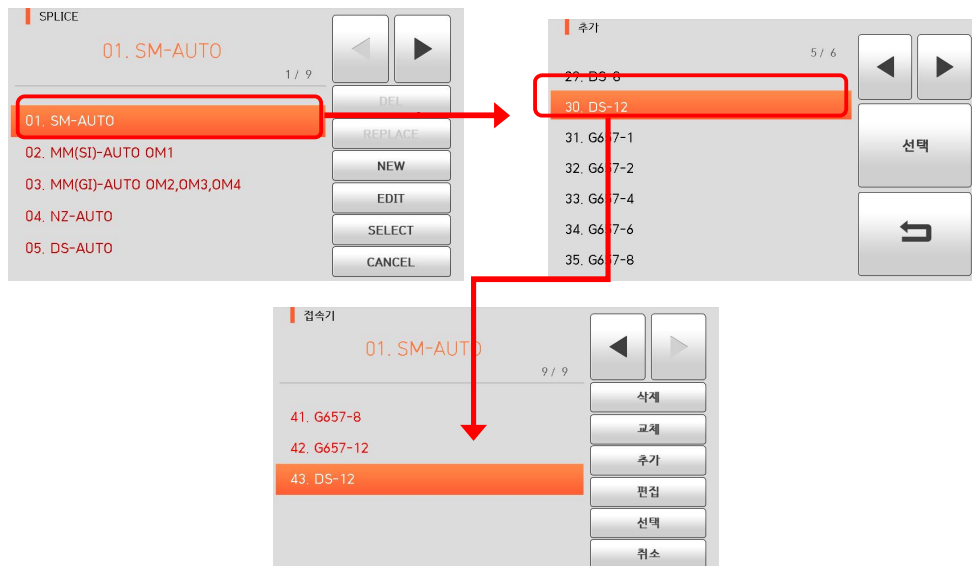 SPLICE
01. SM-AUTO
1 / 9
01. SM-AUTO
02. MM(SI)-AUTO OM1
03. MM(GI)-AUTO OM2,OM3,OM4
04. NZ-AUTO
05. DS-AUTO
DEL
REPLACE
NEW
EDIT
SELECT
CANCEL
추가
5 / 6
29. DS-8
30. DS-12
31. G657-1
32. G657-2
33. G657-4
34. G657-6
35. G657-8
선택
접속기
01. SM-AUTO
9 / 9
41. G657-8
42. G657-12
43. DS-12
삭제
교체
추가
편집
선택
취소